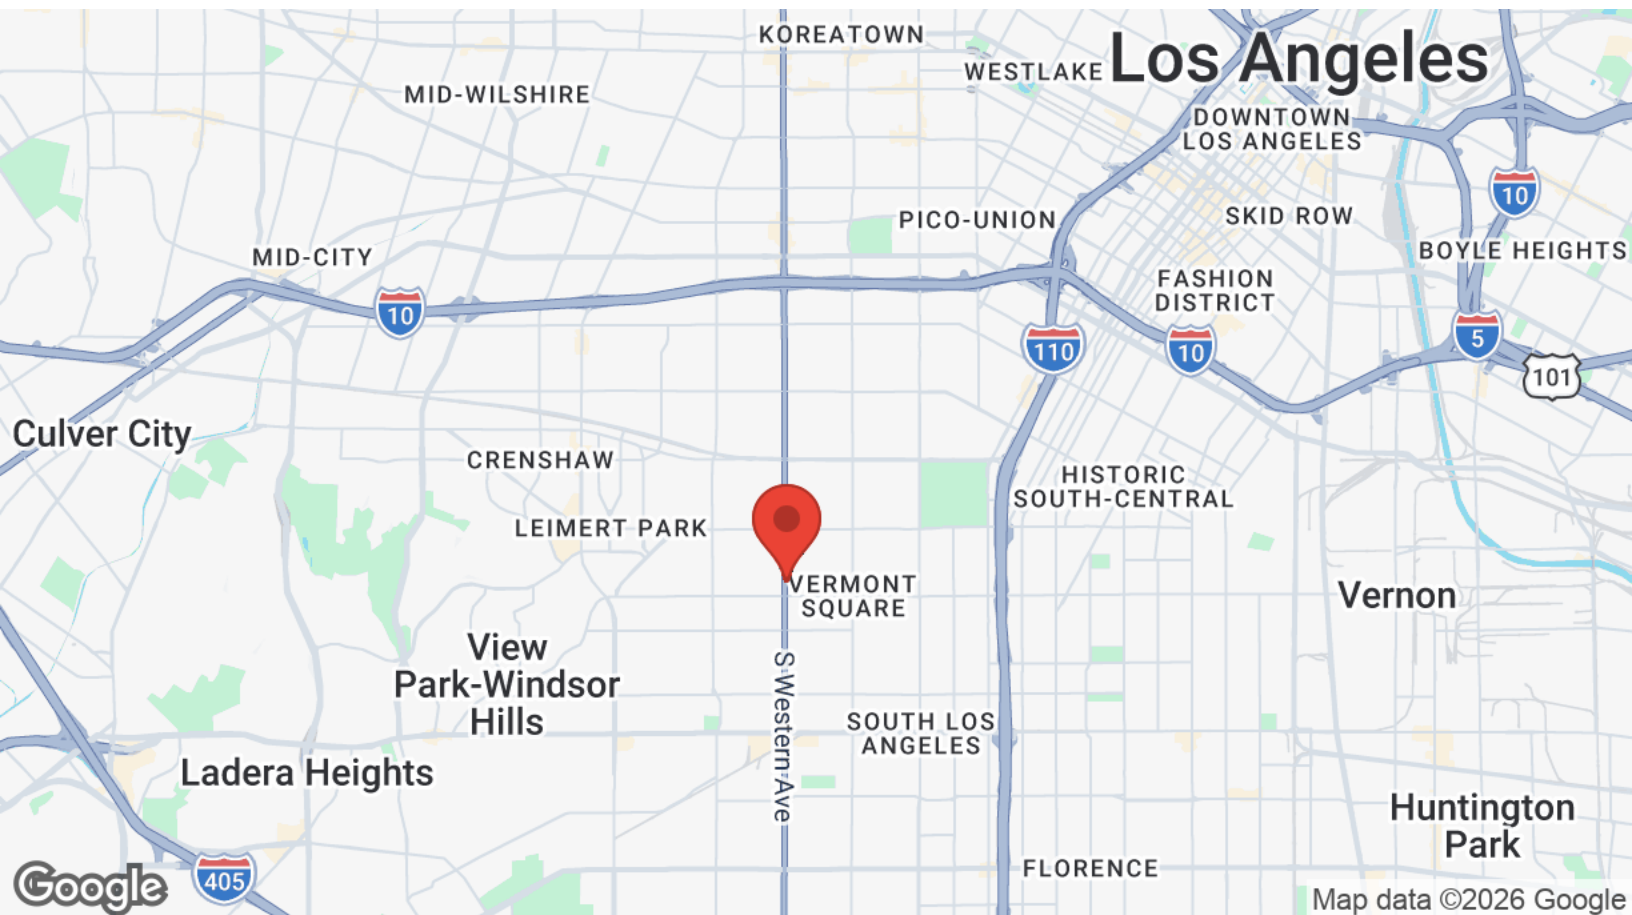 KOREATOWN
WESTLAKE
Los Angeles
MID-WILSHIRE
DOWNTOWN
LOS ANGELES
10
PICO-UNION
SKID ROW
BOYLE HEIGHTS
MID-CITY
FASHION
DISTRICT
10
110
10
5
101
Culver City
CRENSHAW
HISTORIC
SOUTH-CENTRAL
LEIMERT PARK
VERMONT
SQUARE
Vernon
View
Park-Windsor
Hills
S Western Ave
SOUTH LOS
ANGELES
Ladera Heights
Huntington
Park
FLORENCE
405
Google
Map data ©2026 Google